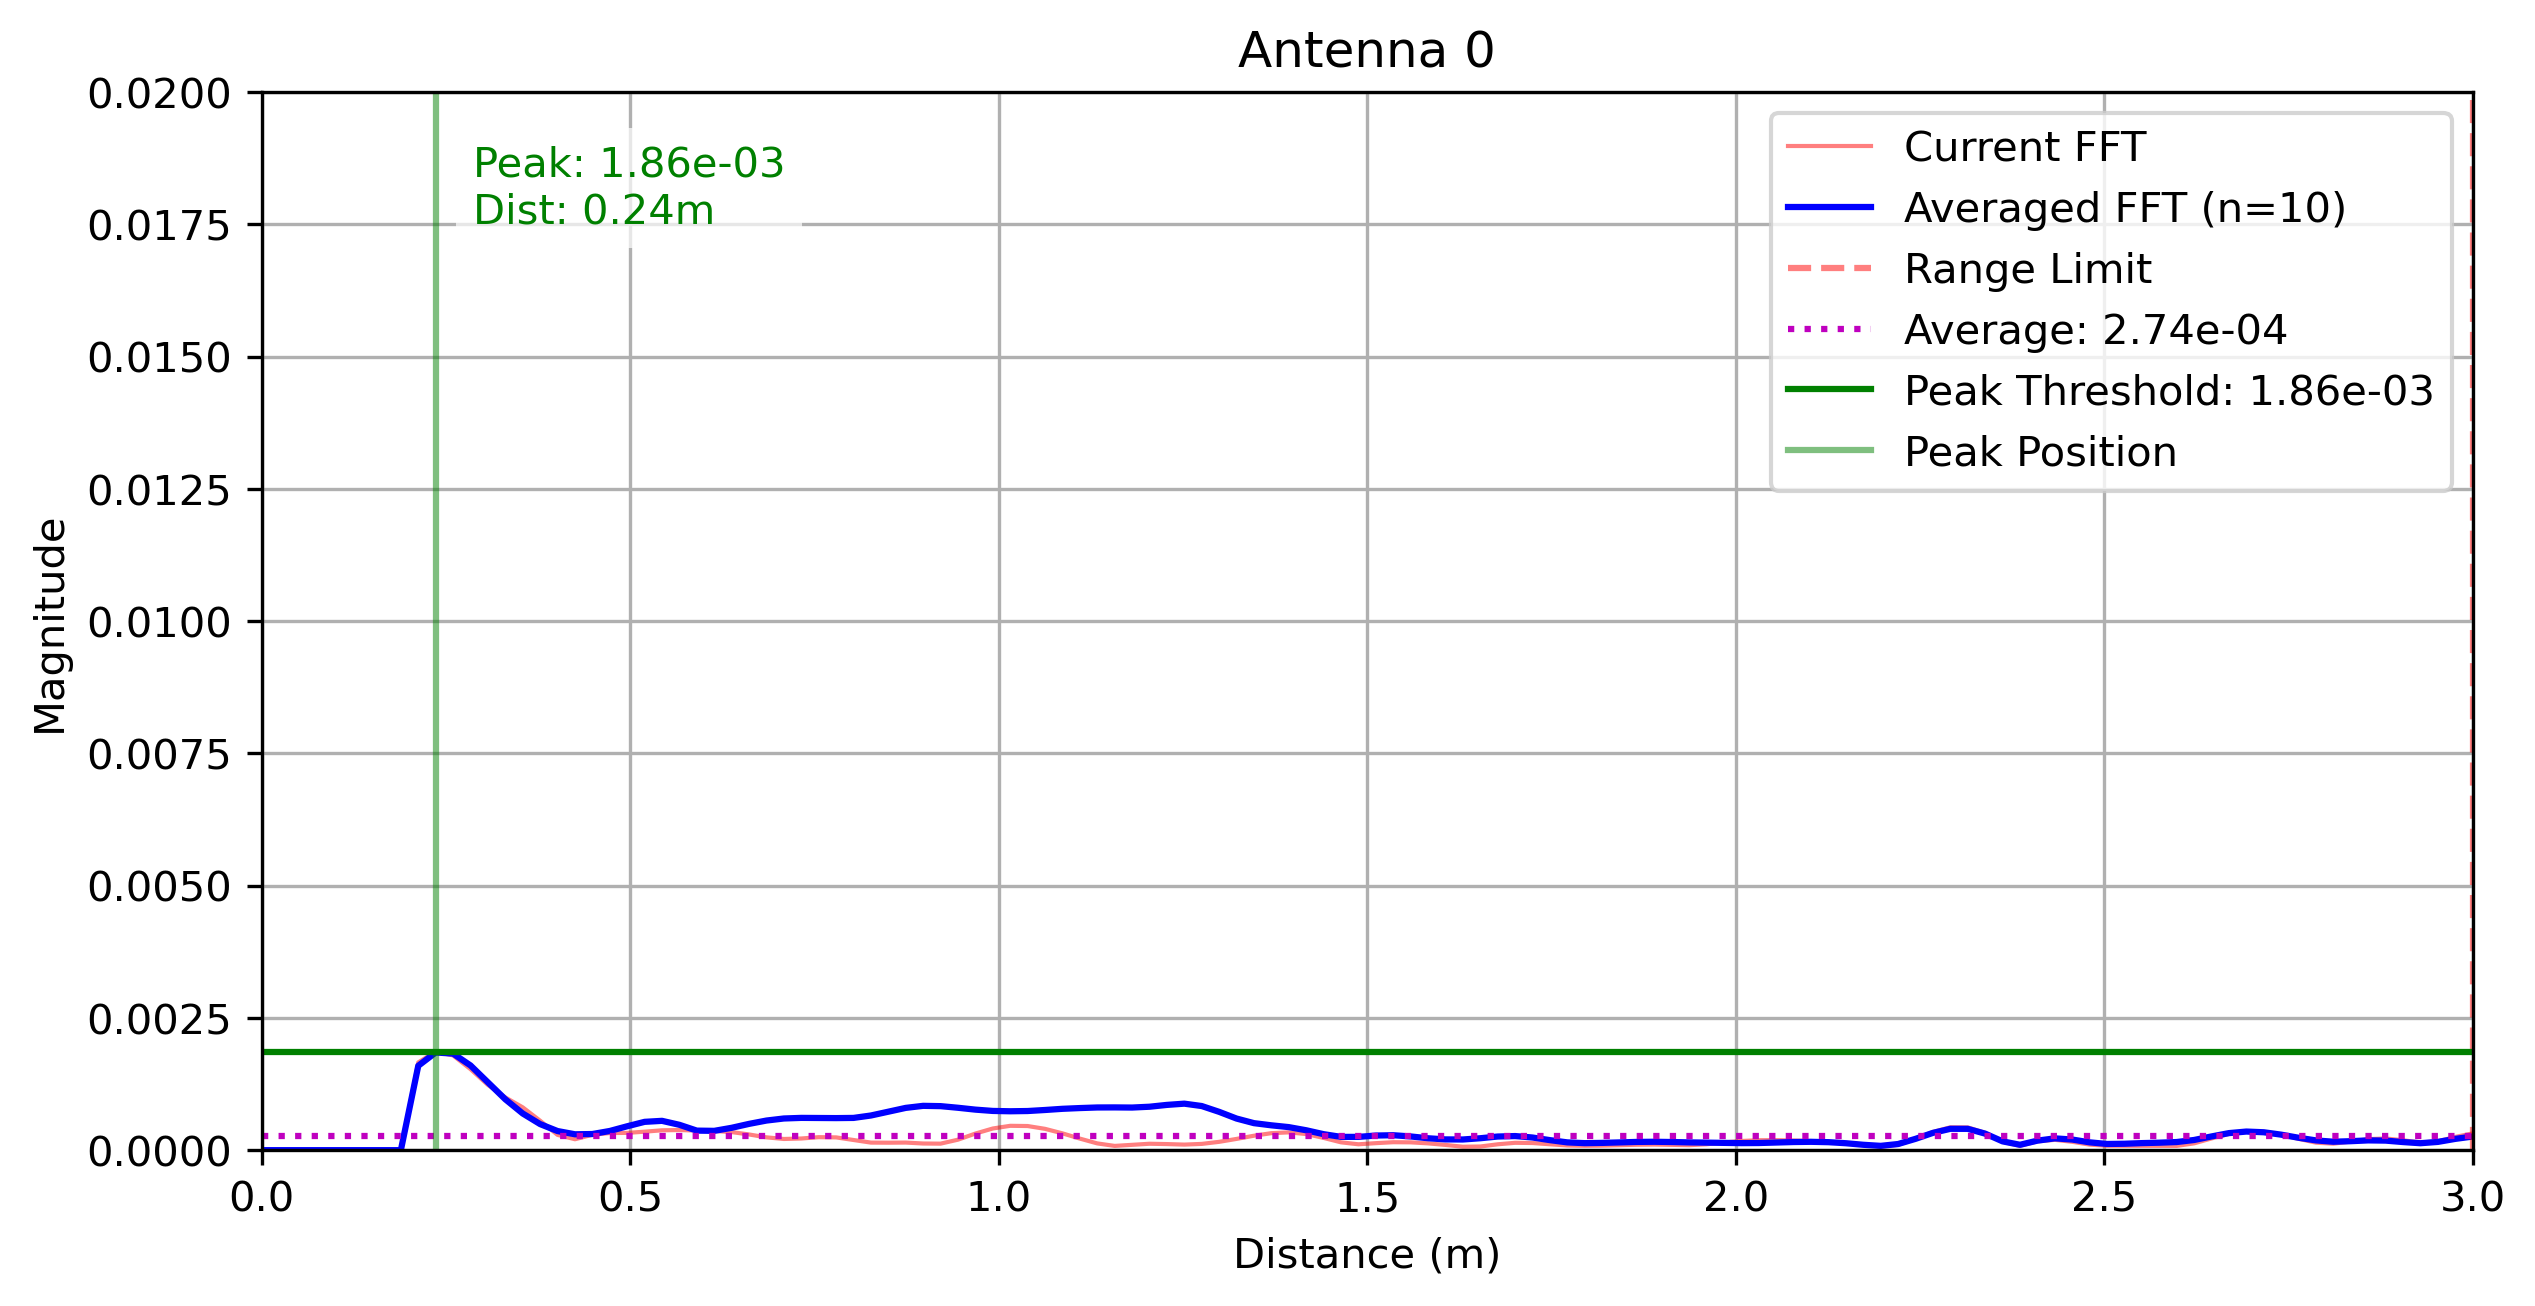 Antenna 0
0.0200
0.0175
0.0150
0.0125
0.0100
0.0075
0.0050
0.0025
0.0000
Magnitude
Peak: 1.86e-03
Dist: 0.24m
Current FFT
Averaged FFT (n=10)
Range Limit
Average: 2.74e-04
Peak Threshold: 1.86e-03
Peak Position
0.0
0.5
1.0
1.5
2.0
2.5
3.0
Distance (m)